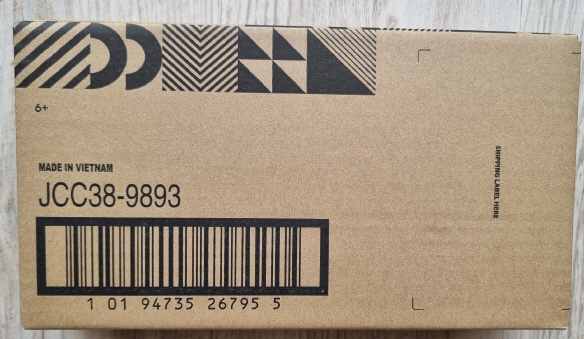 6+
MADE IN VIETNAM
JCC38-9893
1 01 94735 26795 5
SHIPPING LABEL HERE